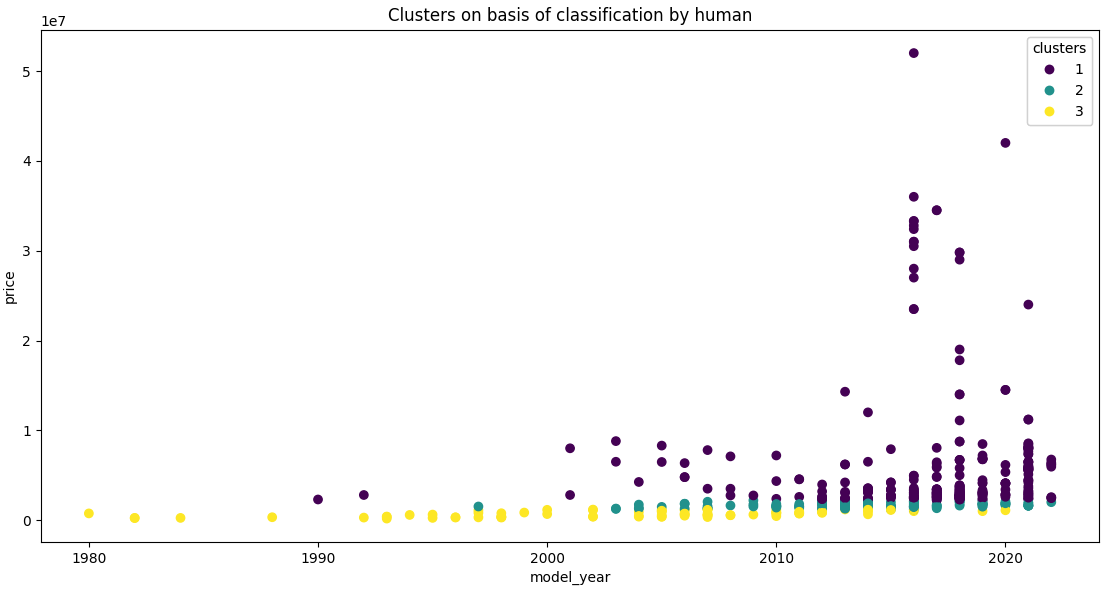 Clusters on basis of classification by human
1e7
clusters
1
2
3
5
4
3
2
1
0
price
1980
1990
2000
2010
2020
model_year